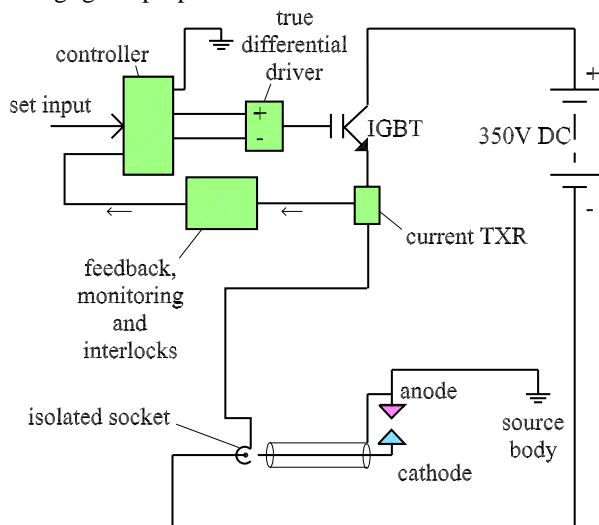 true
differential
driver
controller
set input
+
-
IGBT
+
350V DC
-
current TXR
feedback,
monitoring
and
interlocks
anode
isolated socket
source
body
cathode